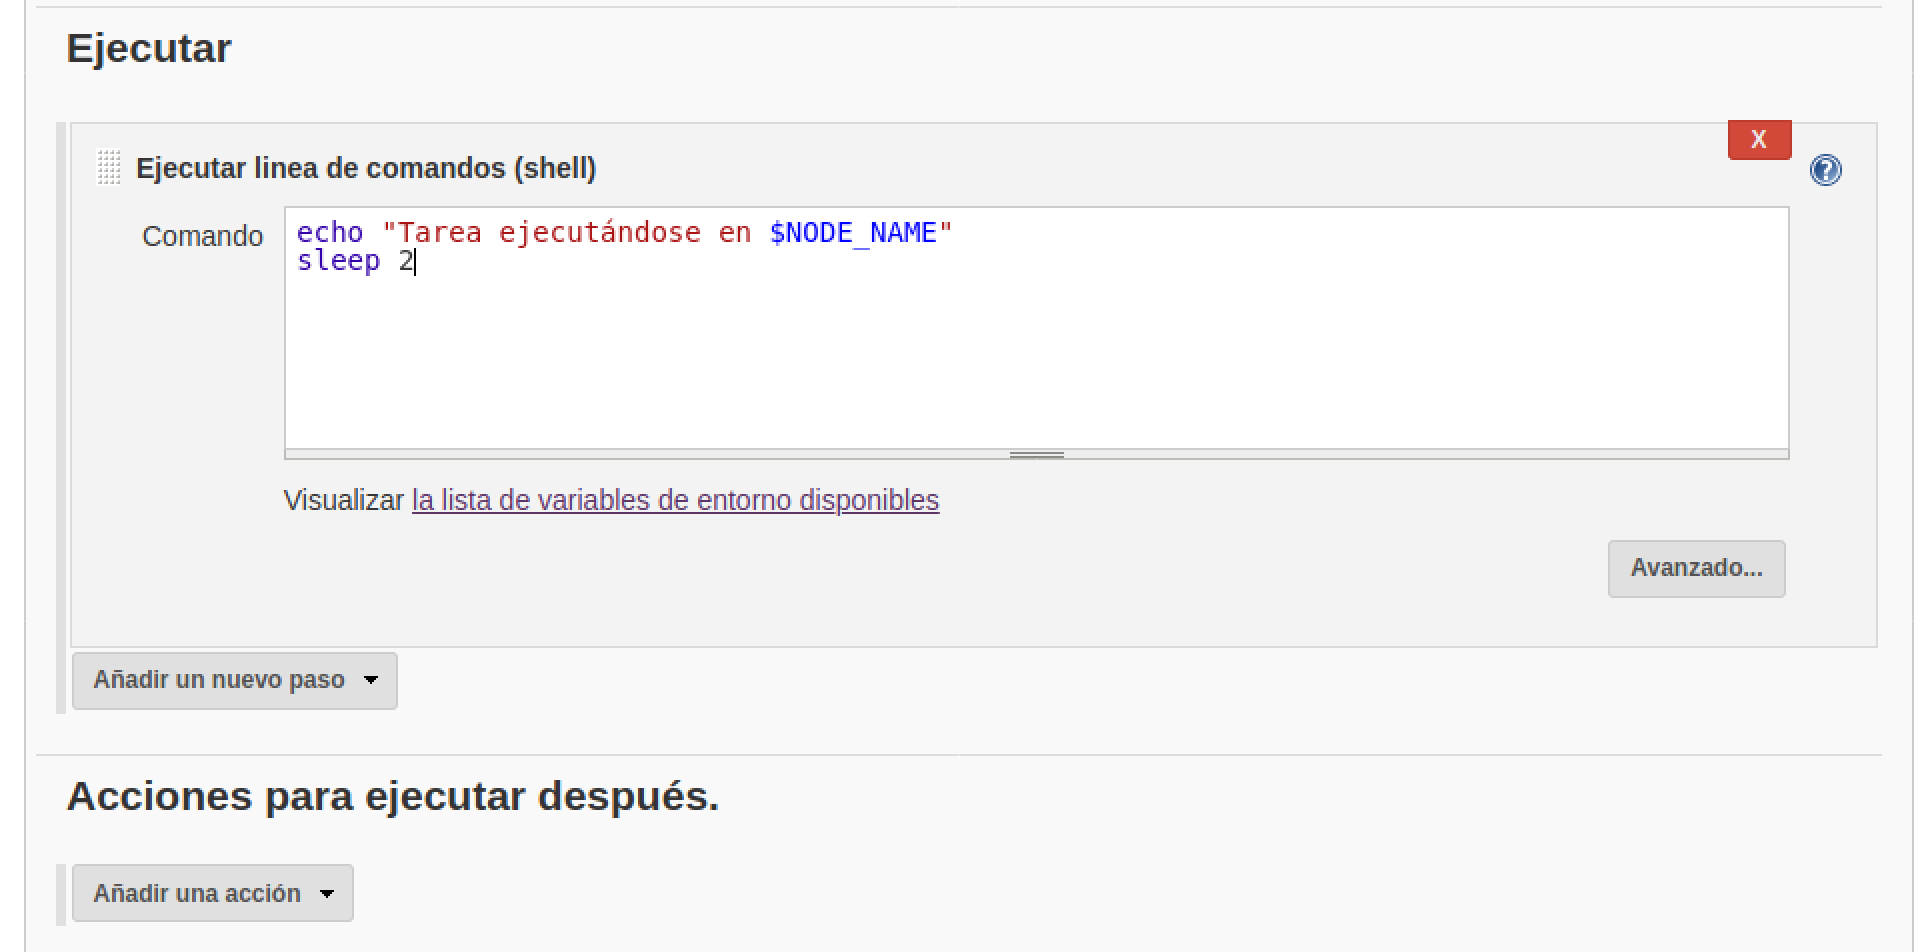 Ejecutar
X
Ejecutar linea de comandos (shell)
?
Comando
echo "Tarea ejecutándose en $NODE_NAME"
sleep 2
Visualizar la lista de variables de entorno disponibles
Avanzado...
Añadir un nuevo paso
Acciones para ejecutar después.
Añadir una acción